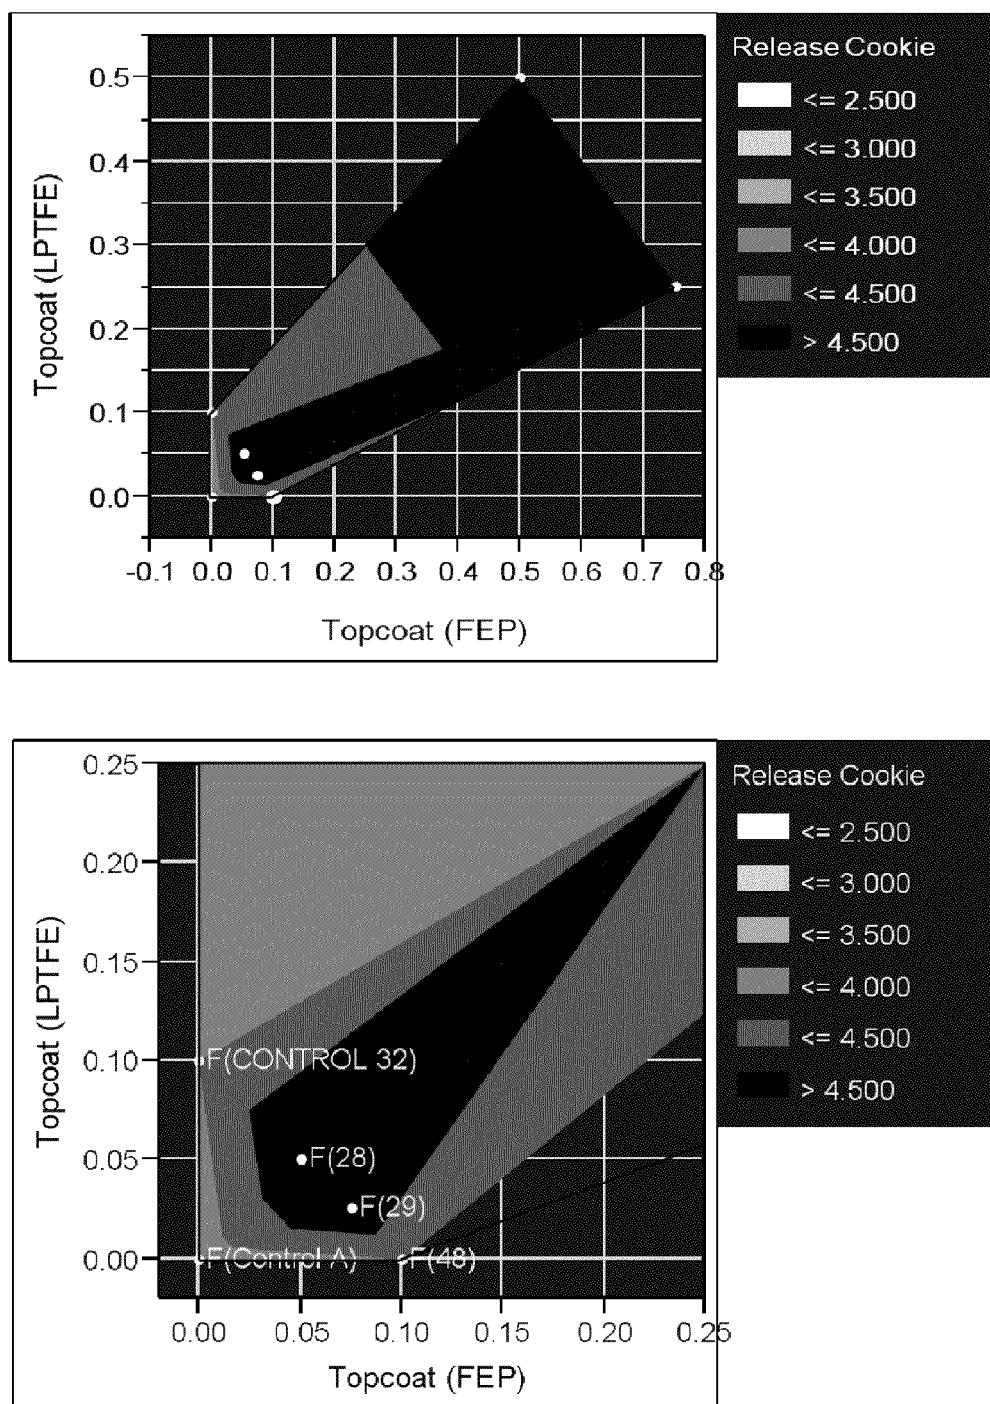 Release Cookie
<= 2.500
<= 3.000
<= 3.500
<= 4.000
<= 4.500
> 4.500
Topcoat (LPTFE)
0.5
0.4
0.3
0.2
0.1
0.0
-0.1 0.0 0.1 0.2 0.3 0.4 0.5 0.6 0.7 0.8
Topcoat (FEP)
Release Cookie
<= 2.500
<= 3.000
<= 3.500
<= 4.000
<= 4.500
> 4.500
Topcoat (LPTFE)
0.25
0.20
0.15
0.10
0.05
0.00
F(CONTROL 32)
F(28)
F(29)
F(Control A)
F(48)
0.00 0.05 0.10 0.15 0.20 0.25
Topcoat (FEP)